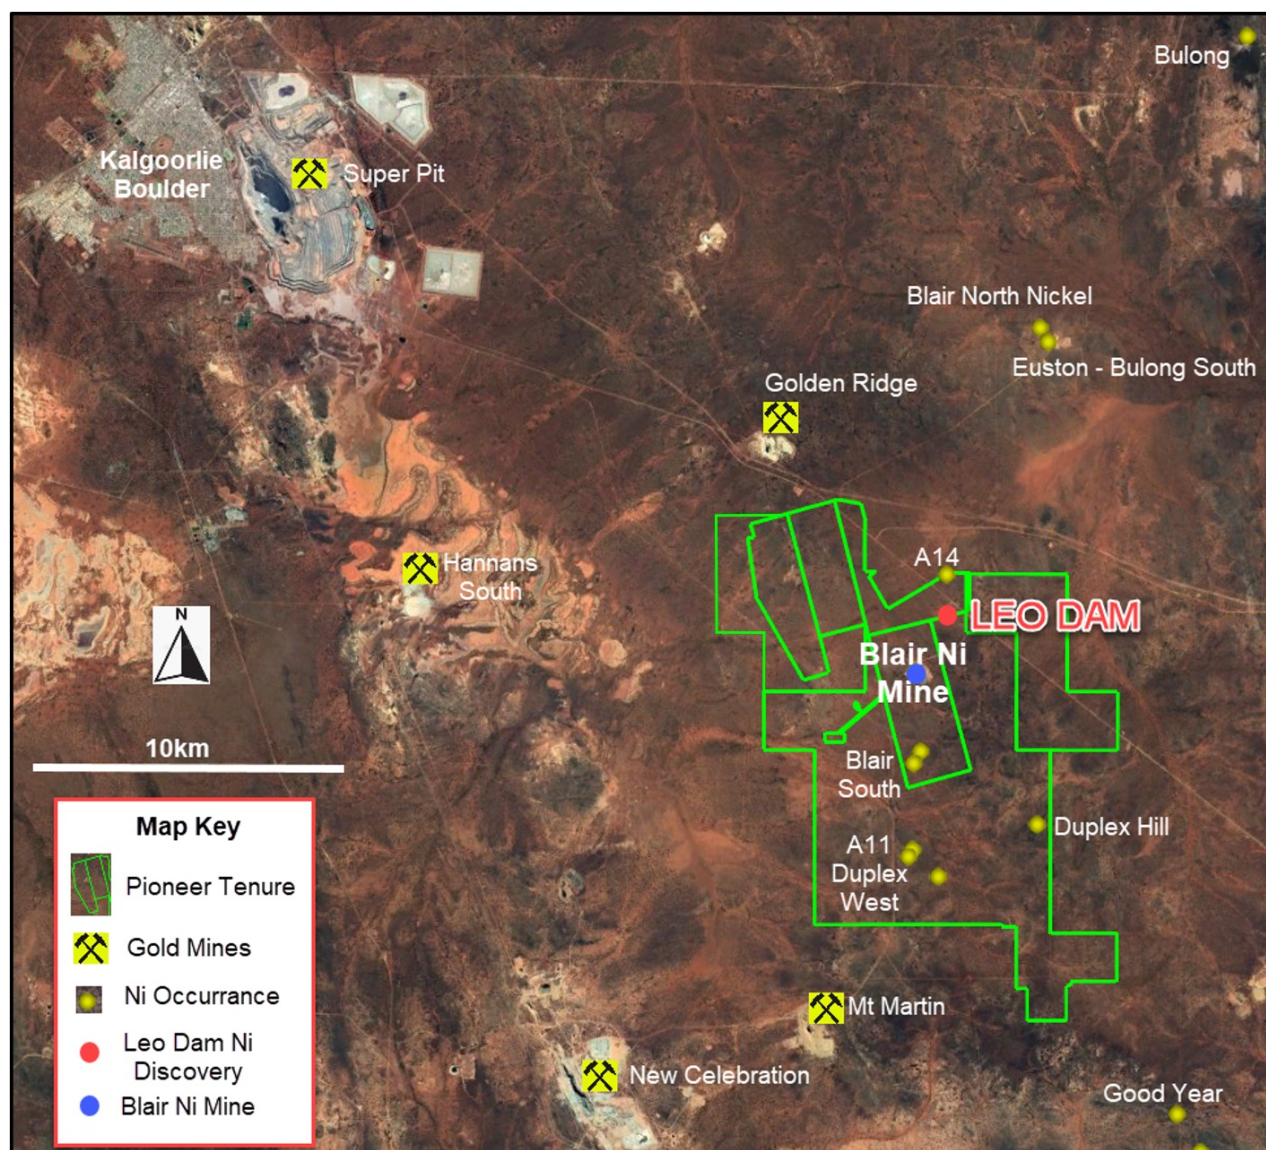 Bulong
Kalgoorlie
Boulder
Super Pit
Blair North Nickel
Euston - Bulong South
Golden Ridge
A14
Hannans
South
LEO DAM
N
Blair Ni
Mine
10km
Blair
South
Duplex Hill
A11
Duplex
West
Mt Martin
New Celebration
Good Year
Map Key
Pioneer Tenure
Gold Mines
Ni Occurrance
Leo Dam Ni
Discovery
Blair Ni Mine